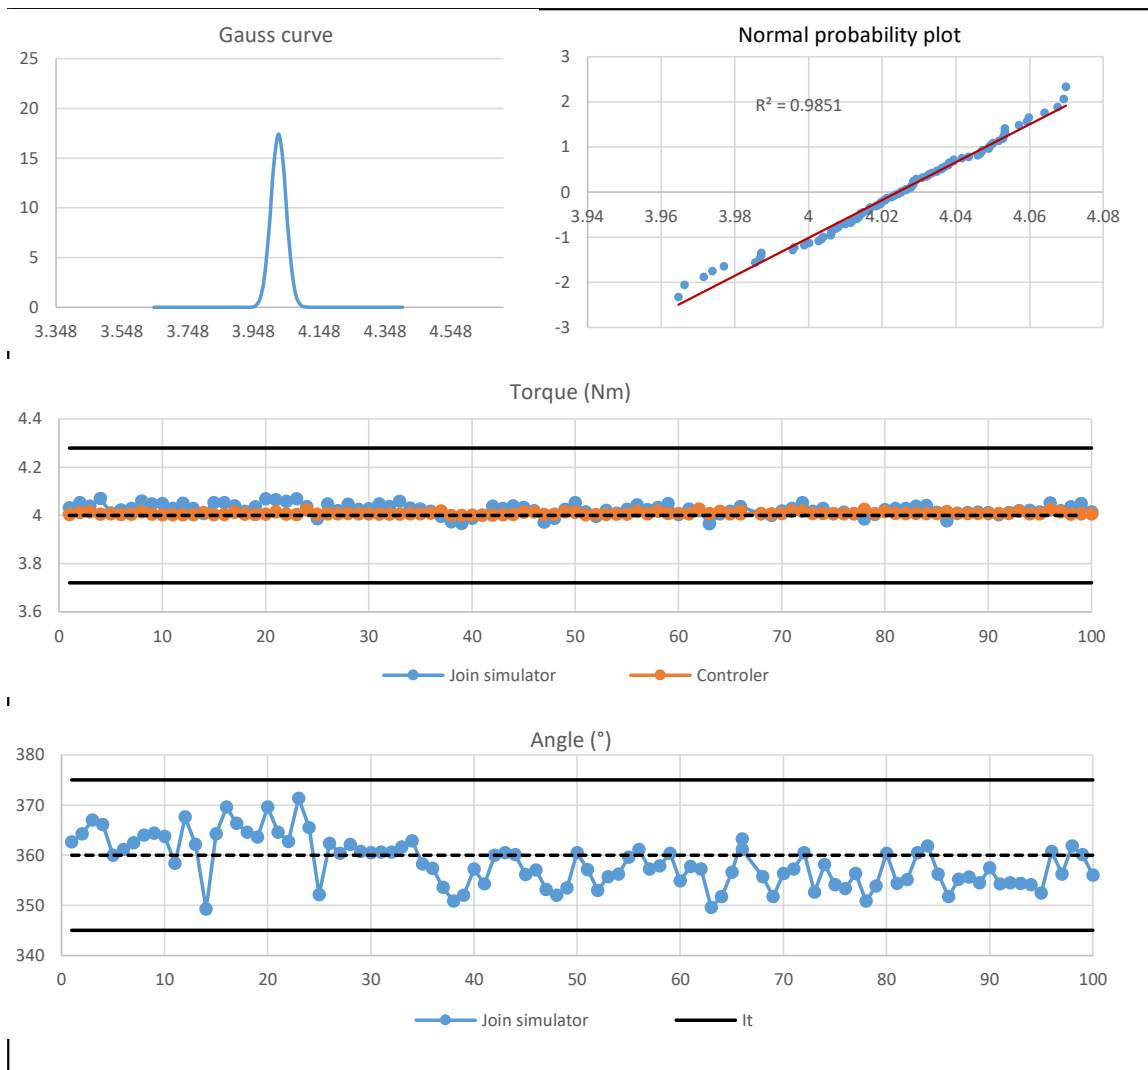 Gauss curve
25
20
15
10
5
0
3.348 3.548 3.748 3.948 4.148 4.348 4.548
Normal probability plot
3
2
1
0
-1
-2
-3
3.94 3.96 3.98 4 4.02 4.04 4.06 4.08
R² = 0.9851
Torque (Nm)
4.4
4.2
4
3.8
3.6
0 10 20 30 40 50 60 70 80 90 100
Join simulator Controler
Angle (°)
380
370
360
350
340
0 10 20 30 40 50 60 70 80 90 100
Join simulator It